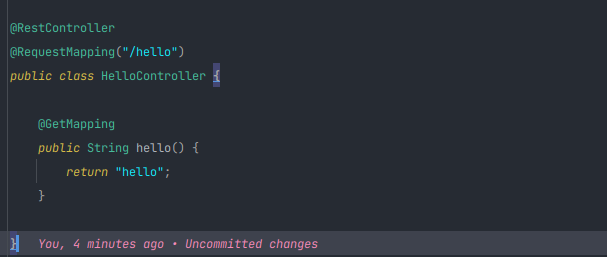 @RestController
@RequestMapping("/hello")
public class HelloController {
@GetMapping
public String hello() {
return "hello";
}
} You, 4 minutes ago • Uncommitted changes